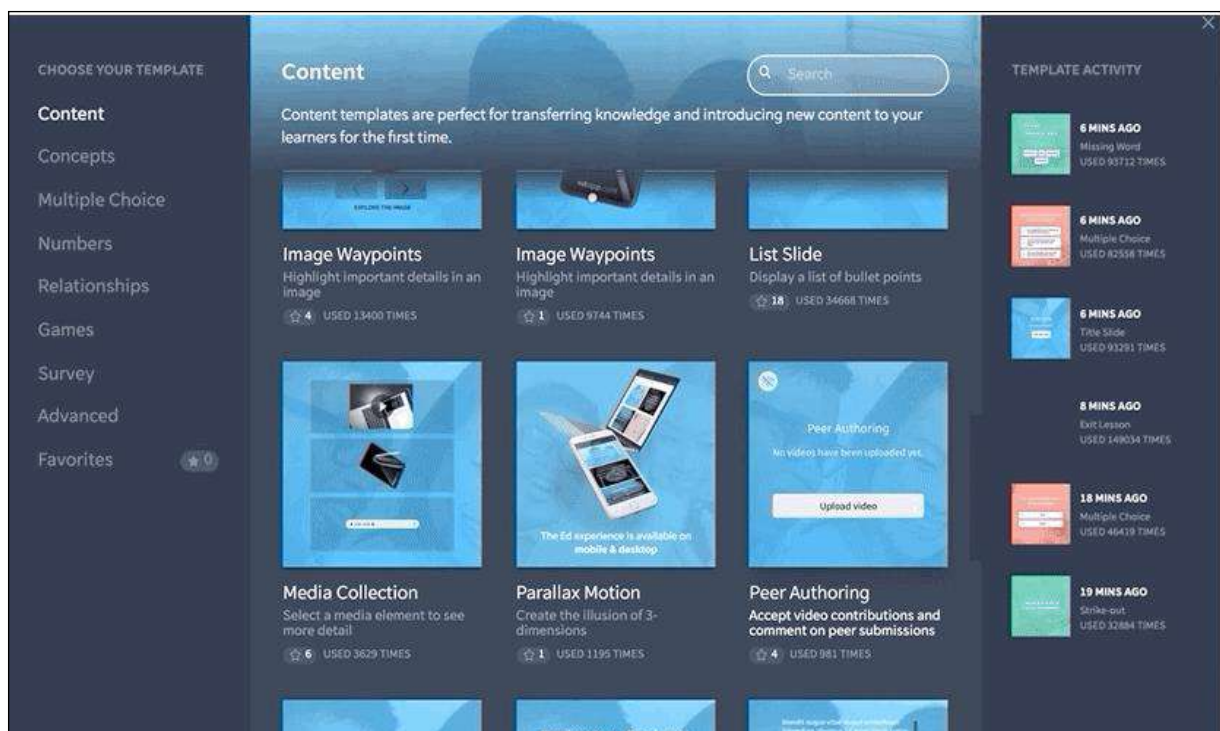 CHOOSE YOUR TEMPLATE
Content
Concepts
Multiple Choice
Numbers
Relationships
Games
Survey
Advanced
Favorites
0
Content
Search
Content templates are perfect for transferring knowledge and introducing new content to your
learners for the first time.
EXPLORE THE IMAGE
Image Waypoints
Highlight important details in an
image
4 USED 13400 TIMES
Image Waypoints
Highlight important details in an
image
1 USED 9744 TIMES
List Slide
Display a list of bullet points
18 USED 34668 TIMES
Media Collection
Select a media element to see
more detail
6 USED 3629 TIMES
The Ed experience is available on
mobile & desktop
Parallax Motion
Create the illusion of 3-
dimensions
1 USED 1195 TIMES
Peer Authoring
No videos have been uploaded yet.
Upload video
Peer Authoring
Accept video contributions and
comment on peer submissions
4 USED 981 TIMES
TEMPLATE ACTIVITY
6 MINS AGO
Missing Word
USED 93712 TIMES
6 MINS AGO
Multiple Choice
USED 82558 TIMES
6 MINS AGO
Title Slide
USED 93291 TIMES
8 MINS AGO
Exit Lesson
USED 149034 TIMES
18 MINS AGO
Multiple Choice
USED 46419 TIMES
19 MINS AGO
Strike-out
USED 32884 TIMES